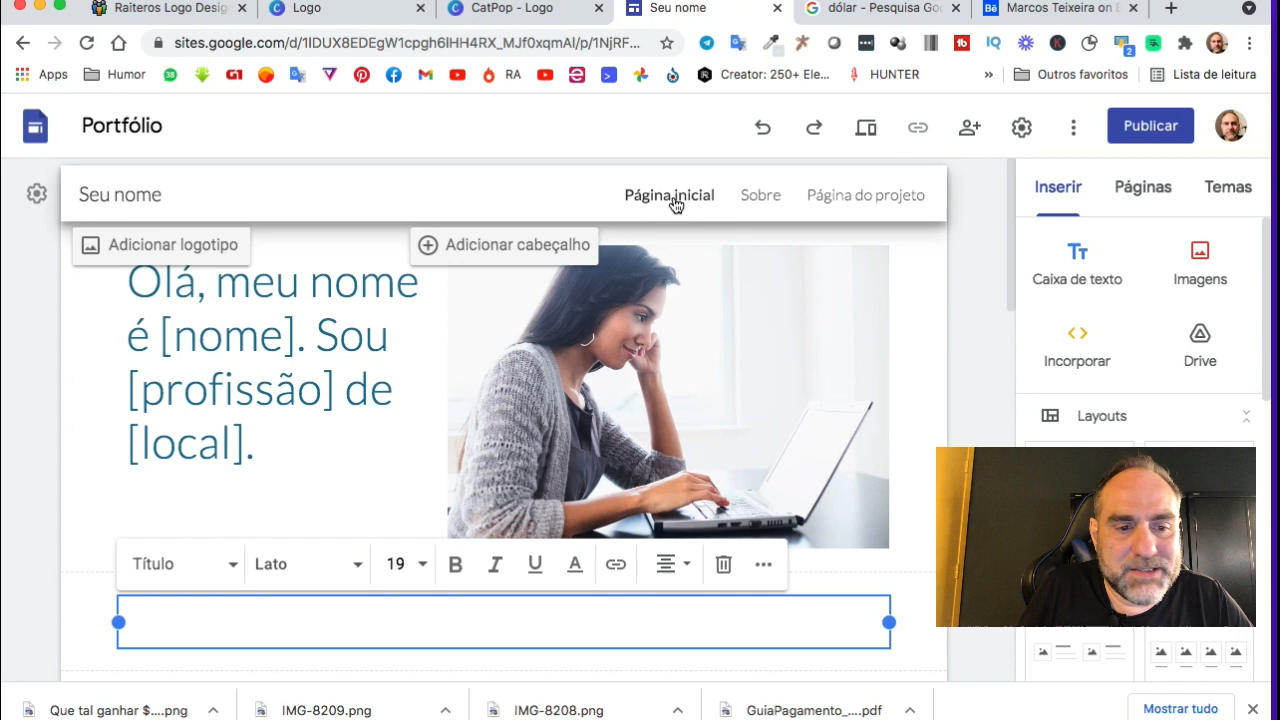 Raiteros Logo Desig
Logo
CatPop - Logo
Seu nome
dólar - Pesquisa Goo
Marcos Teixeira on B
sites.google.com/d/1lDUX8EDEgW1cpgh6lHH4RX_MJf0xqmAl/p/1NjRF...
Apps
Humor
G1
RA
Creator: 250+ Ele...
HUNTER
»
Outros favoritos
Lista de leitura
Portfólio
Publicar
Seu nome
Página inicial
Sobre
Página do projeto
Inserir
Páginas
Temas
Adicionar logotipo
Adicionar cabeçalho
Olá, meu nome
é [nome]. Sou
[profissão] de
[local].
Caixa de texto
Imagens
Incorporar
Drive
Layouts
Título
Lato
19
B
I
U
A
Que tal ganhar $....png
IMG-8209.png
IMG-8208.png
GuiaPagamento_....pdf
Mostrar tudo